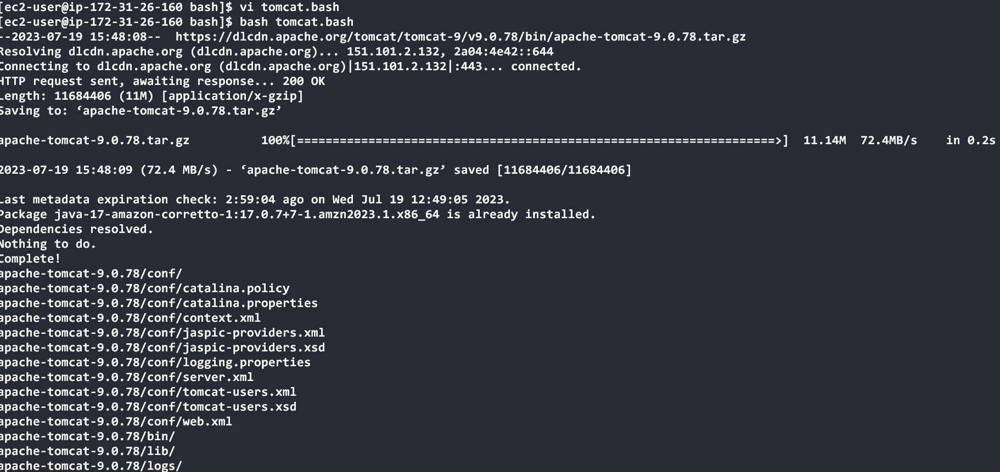 [ec2-user@ip-172-31-26-160 bash]$ vi tomcat.bash
[ec2-user@ip-172-31-26-160 bash]$ bash tomcat.bash
--2023-07-19 15:48:08--  https://dlcdn.apache.org/tomcat/tomcat-9/v9.0.78/bin/apache-tomcat-9.0.78.tar.gz
Resolving dlcdn.apache.org (dlcdn.apache.org)... 151.101.2.132, 2a04:4e42::644
Connecting to dlcdn.apache.org (dlcdn.apache.org)|151.101.2.132|:443... connected.
HTTP request sent, awaiting response... 200 OK
Length: 11684406 (11M) [application/x-gzip]
Saving to: ‘apache-tomcat-9.0.78.tar.gz’
apache-tomcat-9.0.78.tar.gz          100%[===================================================================>]  11.14M  72.4MB/s    in 0.2s
2023-07-19 15:48:09 (72.4 MB/s) - ‘apache-tomcat-9.0.78.tar.gz’ saved [11684406/11684406]
Last metadata expiration check: 2:59:04 ago on Wed Jul 19 12:49:05 2023.
Package java-17-amazon-corretto-1:17.0.7+7-1.amzn2023.1.x86_64 is already installed.
Dependencies resolved.
Nothing to do.
Complete!
apache-tomcat-9.0.78/conf/
apache-tomcat-9.0.78/conf/catalina.policy
apache-tomcat-9.0.78/conf/catalina.properties
apache-tomcat-9.0.78/conf/context.xml
apache-tomcat-9.0.78/conf/jaspic-providers.xml
apache-tomcat-9.0.78/conf/jaspic-providers.xsd
apache-tomcat-9.0.78/conf/logging.properties
apache-tomcat-9.0.78/conf/server.xml
apache-tomcat-9.0.78/conf/tomcat-users.xml
apache-tomcat-9.0.78/conf/tomcat-users.xsd
apache-tomcat-9.0.78/conf/web.xml
apache-tomcat-9.0.78/bin/
apache-tomcat-9.0.78/lib/
apache-tomcat-9.0.78/logs/